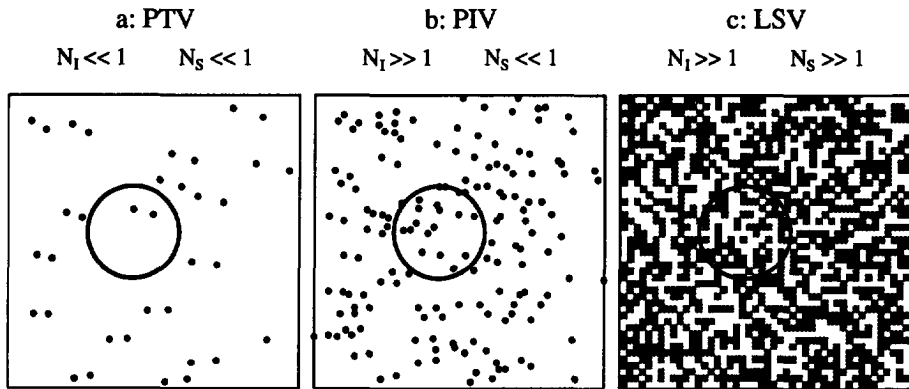 a: PTV
N_I << 1 N_S << 1
b: PIV
N_I >> 1 N_S << 1
c: LSV
N_I >> 1 N_S >> 1